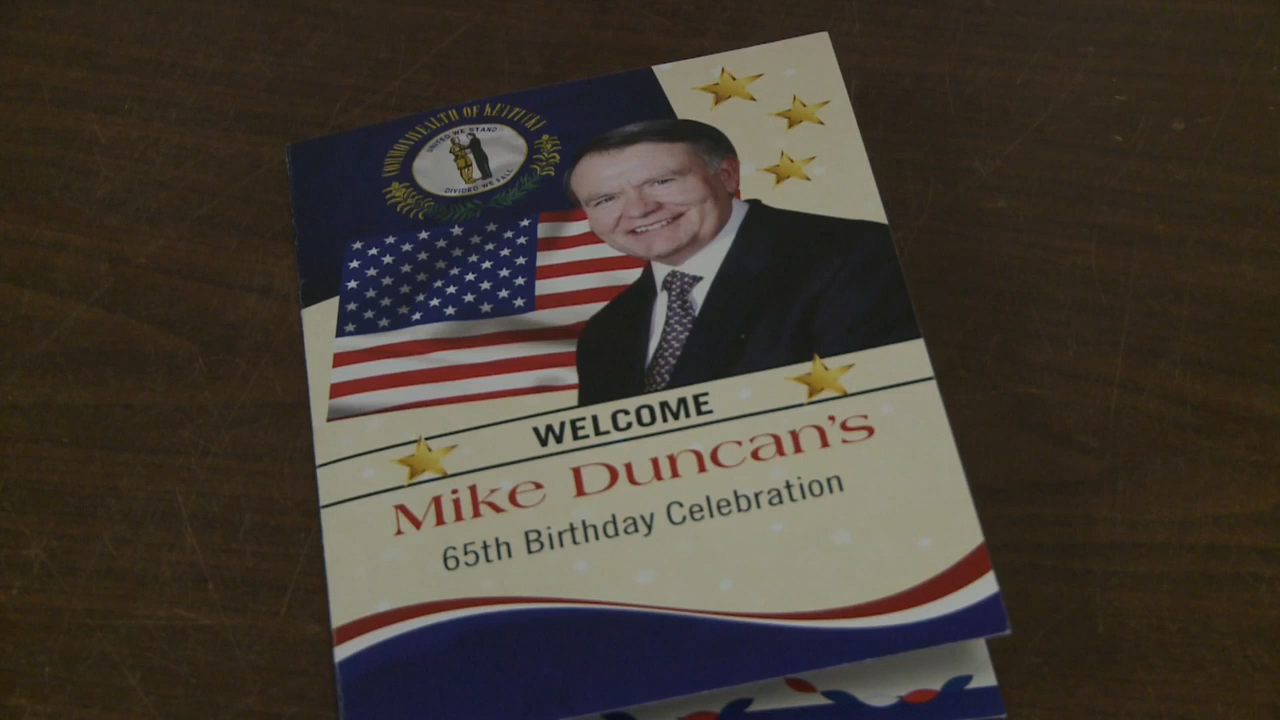 COMMONWEALTH OF KENTUCKY
UNITED WE STAND
DIVIDED WE FALL
WELCOME
Mike Duncan's
65th Birthday Celebration